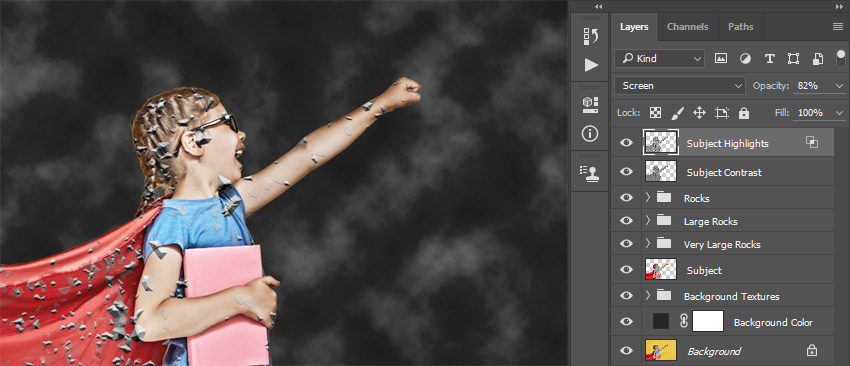 Layers Channels Paths
Kind
Screen Opacity: 82%
Lock: Fill: 100%
Subject Highlights
Subject Contrast
Rocks
Large Rocks
Very Large Rocks
Subject
Background Textures
Background Color
Background